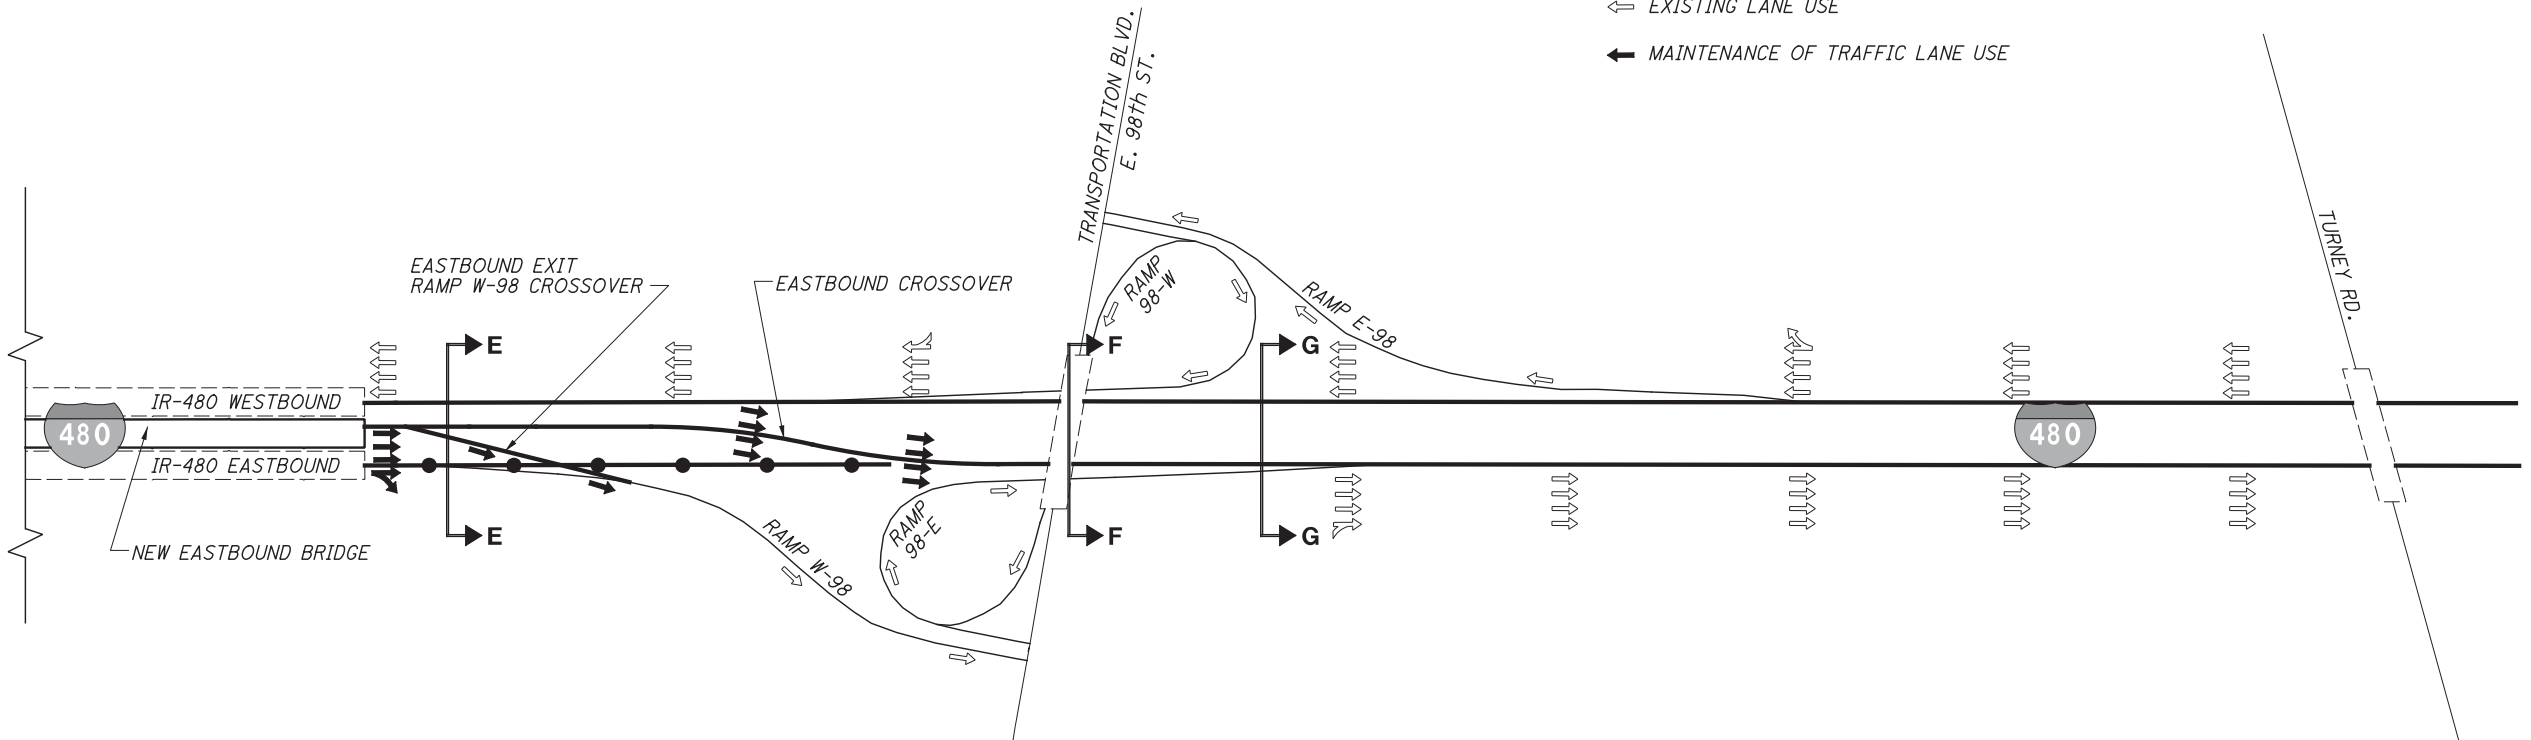 EXISTING LANE USE
MAINTENANCE OF TRAFFIC LANE USE
TRANSPORTATION BLVD.
E. 98th ST.
TURNEY RD.
EASTBOUND EXIT
RAMP W-98 CROSSOVER
EASTBOUND CROSSOVER
RAMP
98-W
RAMP E-98
E
F
G
IR-480 WESTBOUND
480
480
IR-480 EASTBOUND
NEW EASTBOUND BRIDGE
RAMP W-98
RAMP
98-E
E
F
G